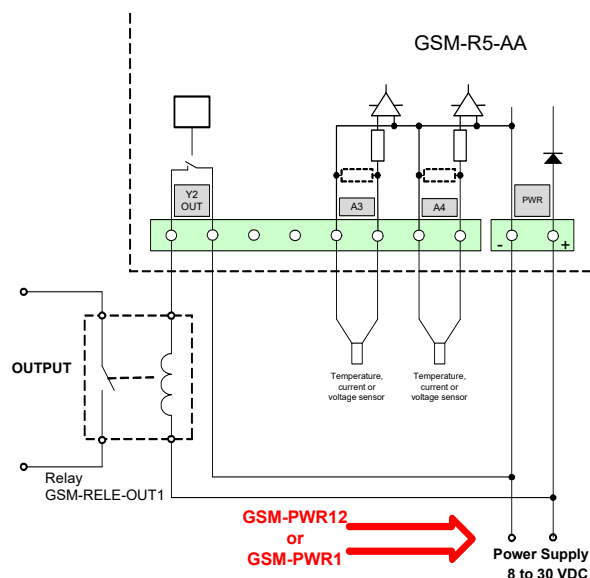 GSM-R5-AA
Y2
OUT
A3
A4
PWR
-
+
OUTPUT
Temperature,
current or
voltage sensor
Temperature,
current or
voltage sensor
Relay
GSM-RELE-OUT1
GSM-PWR12
or
GSM-PWR1
Power Supply
8 to 30 VDC